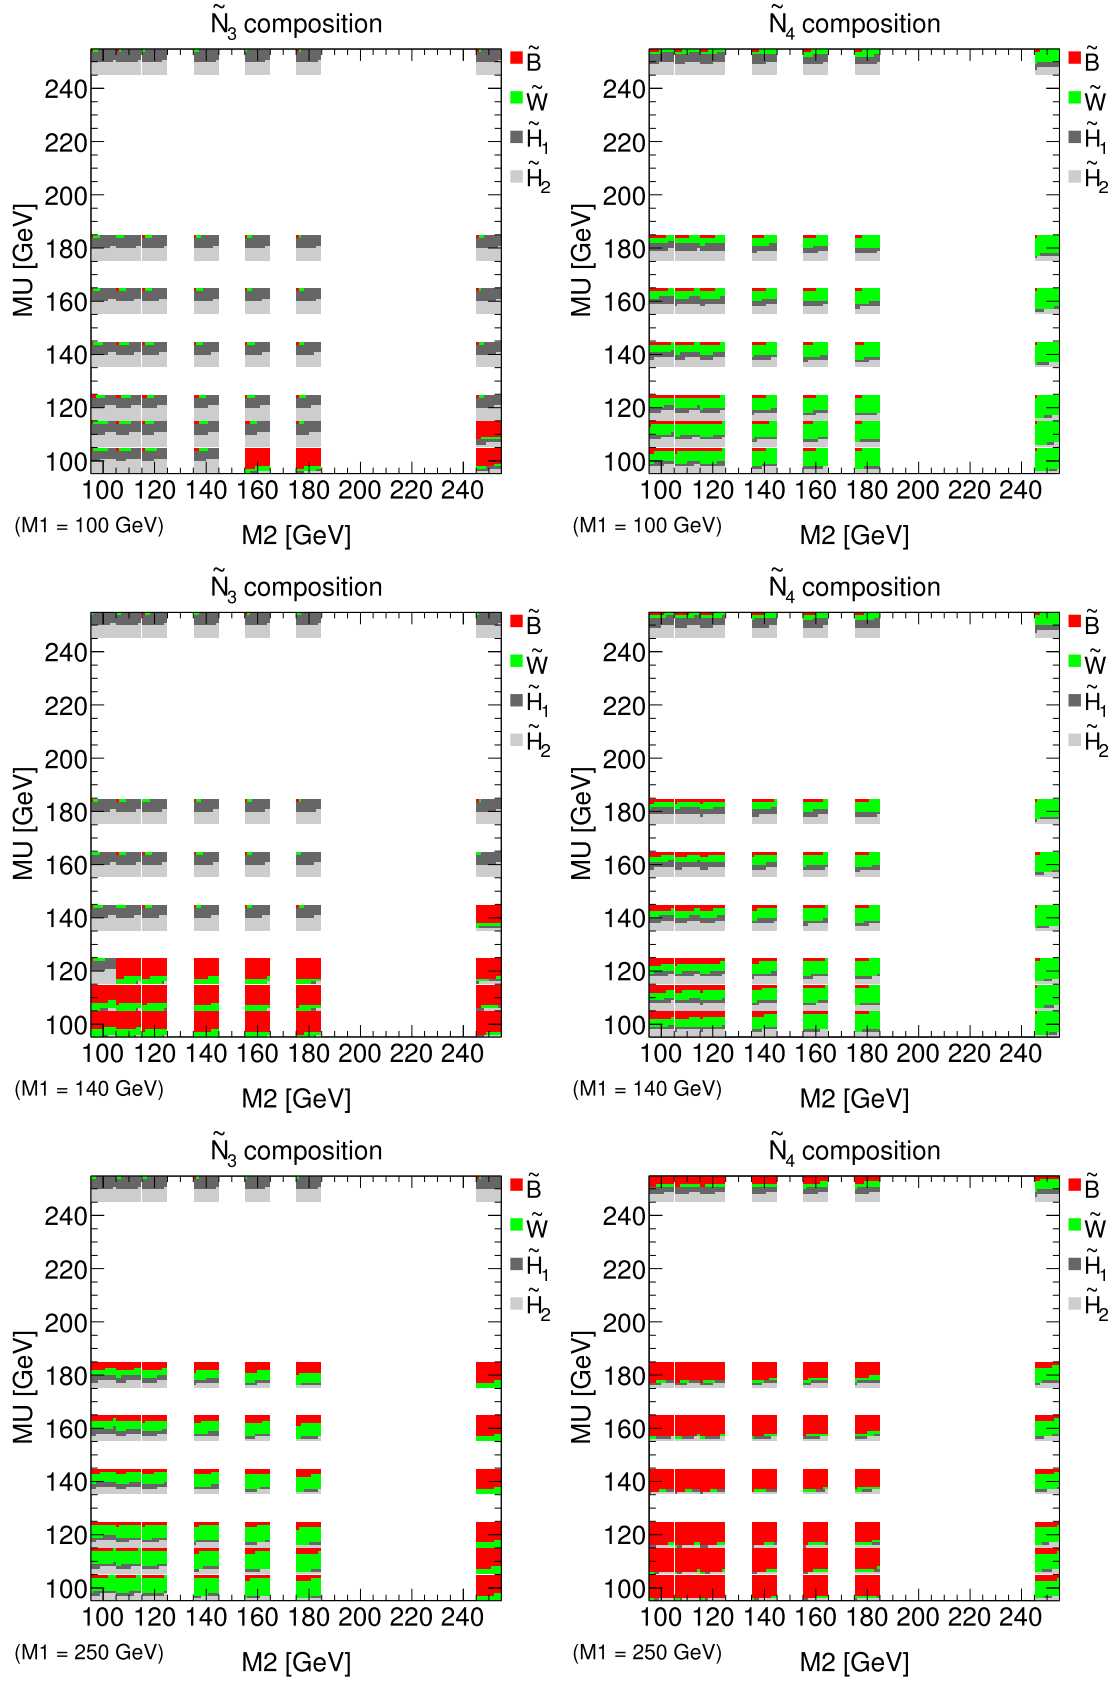 Ñ3 composition
B̃
W̃
H̃1
H̃2
MU [GeV]
240
220
200
180
160
140
120
100
100 120 140 160 180 200 220 240
(M1 = 100 GeV)
M2 [GeV]
Ñ4 composition
B̃
W̃
H̃1
H̃2
MU [GeV]
240
220
200
180
160
140
120
100
100 120 140 160 180 200 220 240
(M1 = 100 GeV)
M2 [GeV]
Ñ3 composition
B̃
W̃
H̃1
H̃2
MU [GeV]
240
220
200
180
160
140
120
100
100 120 140 160 180 200 220 240
(M1 = 140 GeV)
M2 [GeV]
Ñ4 composition
B̃
W̃
H̃1
H̃2
MU [GeV]
240
220
200
180
160
140
120
100
100 120 140 160 180 200 220 240
(M1 = 140 GeV)
M2 [GeV]
Ñ3 composition
B̃
W̃
H̃1
H̃2
MU [GeV]
240
220
200
180
160
140
120
100
100 120 140 160 180 200 220 240
(M1 = 250 GeV)
M2 [GeV]
Ñ4 composition
B̃
W̃
H̃1
H̃2
MU [GeV]
240
220
200
180
160
140
120
100
100 120 140 160 180 200 220 240
(M1 = 250 GeV)
M2 [GeV]